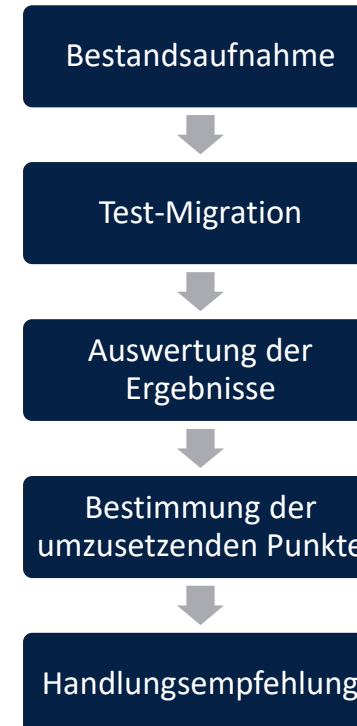 Bestandsaufnahme
Test-Migration
Auswertung der
Ergebnisse
Bestimmung der
umzusetzenden Punkte
Handlungsempfehlung